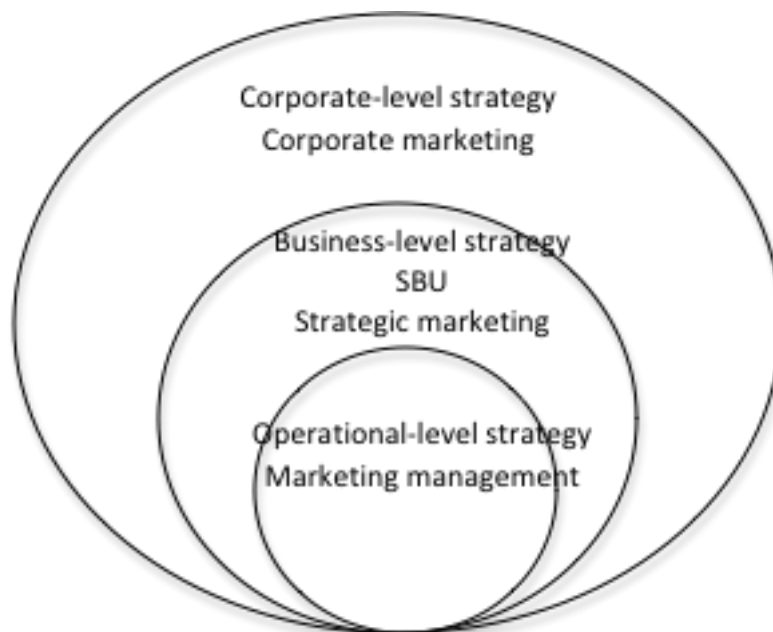 Corporate-level strategy
Corporate marketing
Business-level strategy
SBU
Strategic marketing
Operational-level strategy
Marketing management